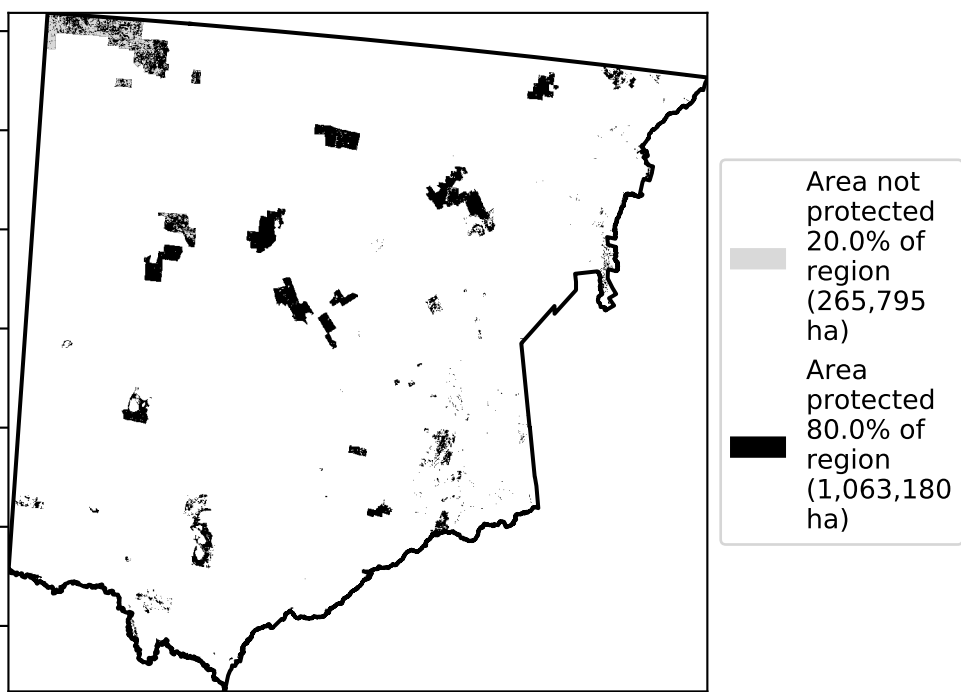 Area not
protected
20.0% of
region
(265,795
ha)
Area
protected
80.0% of
region
(1,063,180
ha)